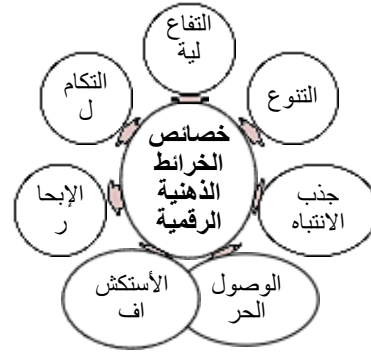 التفاع
لية
التنوع
جذب
الانتباه
الوصول
الحر
الأستكش
اف
الإبحا
ر
التكام
ل
خصائص
الخرائط
الذهنية
الرقمية